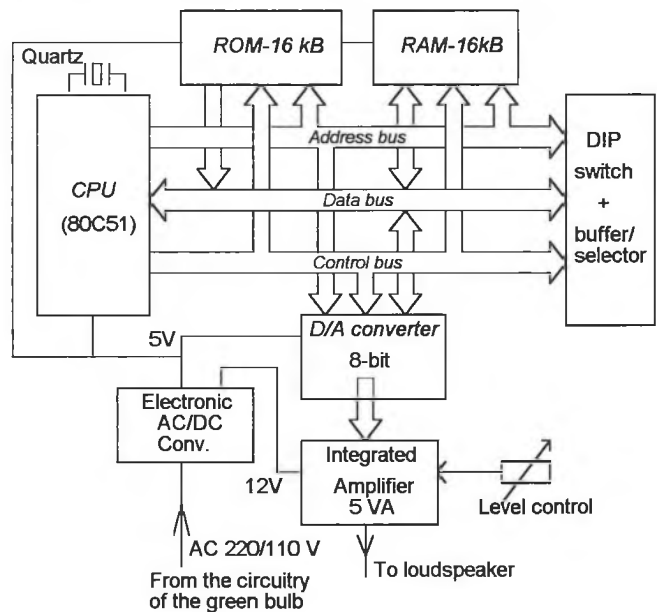 ROM-16 kB
RAM-16kB
Quartz
Address bus
DIP
switch
+
buffer/
selector
CPU
(80C51)
Data bus
Control bus
5V
D/A converter
8-bit
Electronic
AC/DC
Conv.
12V
Integrated
Amplifier
5 VA
Level control
AC 220/110 V
To loudspeaker
From the circuitry
of the green bulb